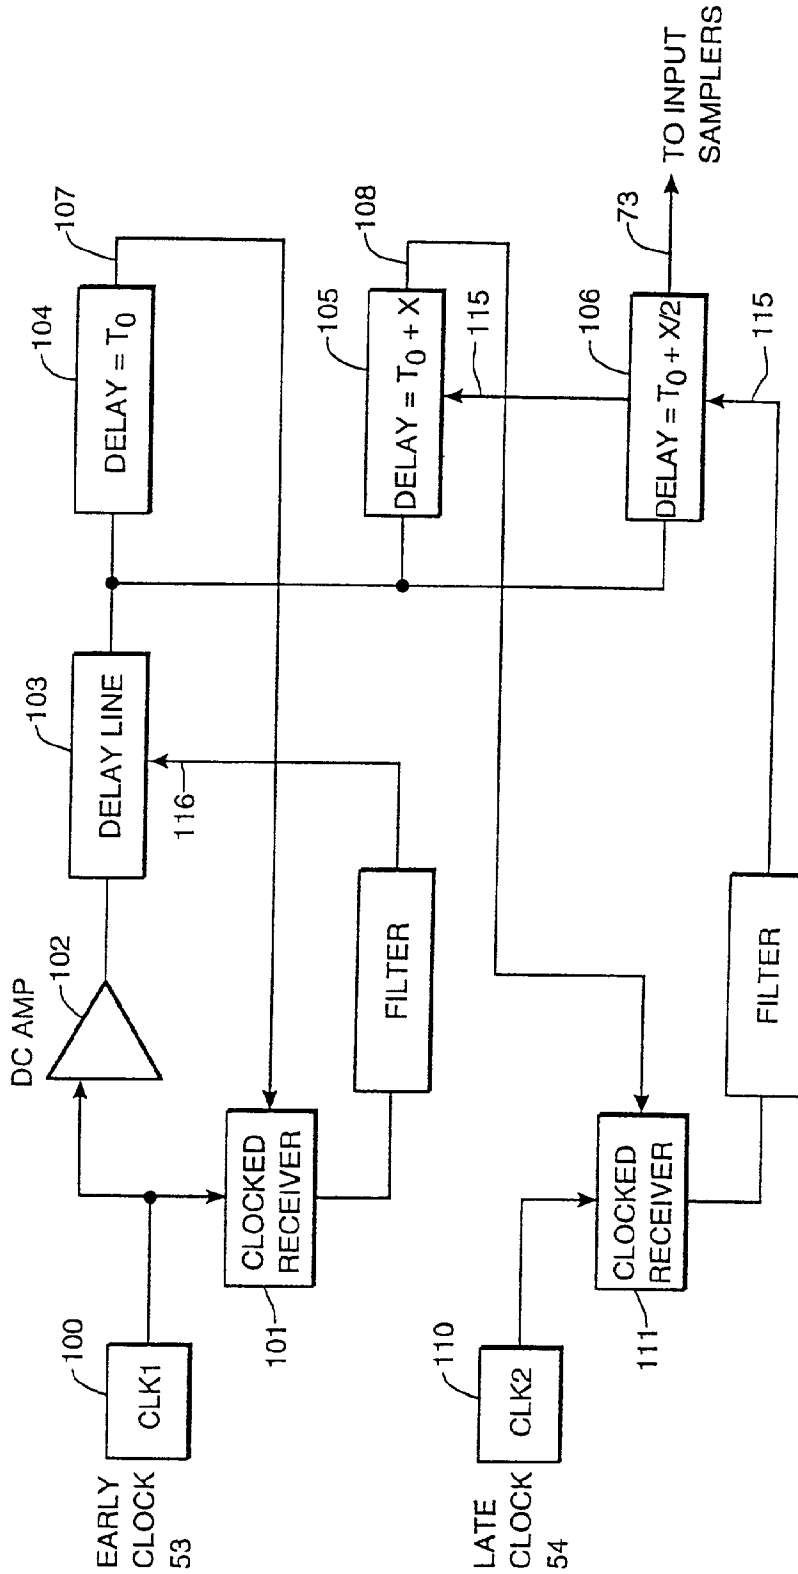 EARLY
CLOCK
53
100
CLK1
DC AMP
102
103
DELAY LINE
104
DELAY = T0
107
CLOCKED
RECEIVER
101
116
FILTER
105
DELAY = T0 + X
108
115
LATE
CLOCK
54
110
CLK2
CLOCKED
RECEIVER
111
FILTER
106
DELAY = T0 + X/2
73
TO INPUT
SAMPLERS
115